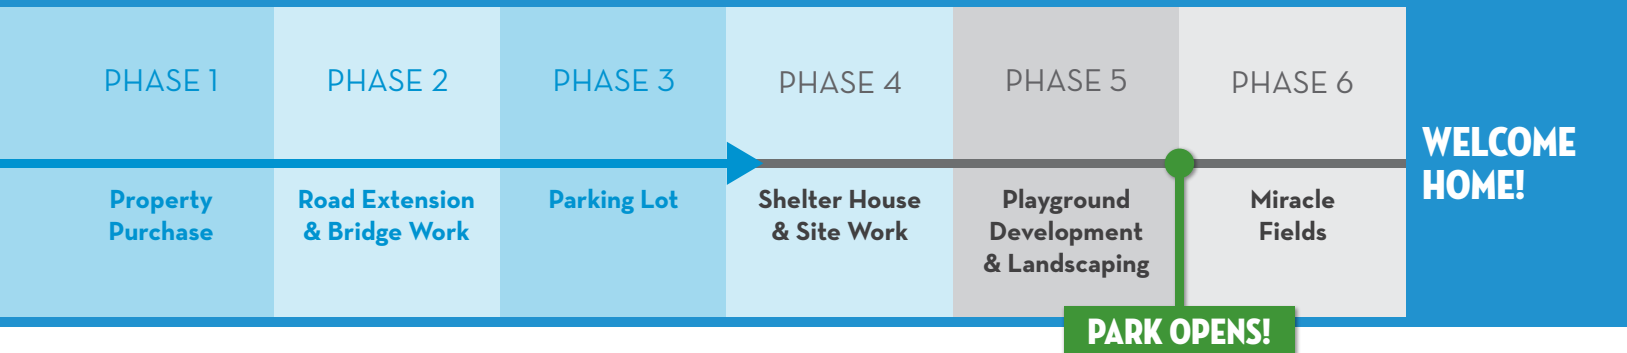 PHASE 1
PHASE 2
PHASE 3
PHASE 4
PHASE 5
PHASE 6
Property
Purchase
Road Extension
& Bridge Work
Parking Lot
Shelter House
& Site Work
Playground
Development
& Landscaping
Miracle
Fields
WELCOME
HOME!
PARK OPENS!